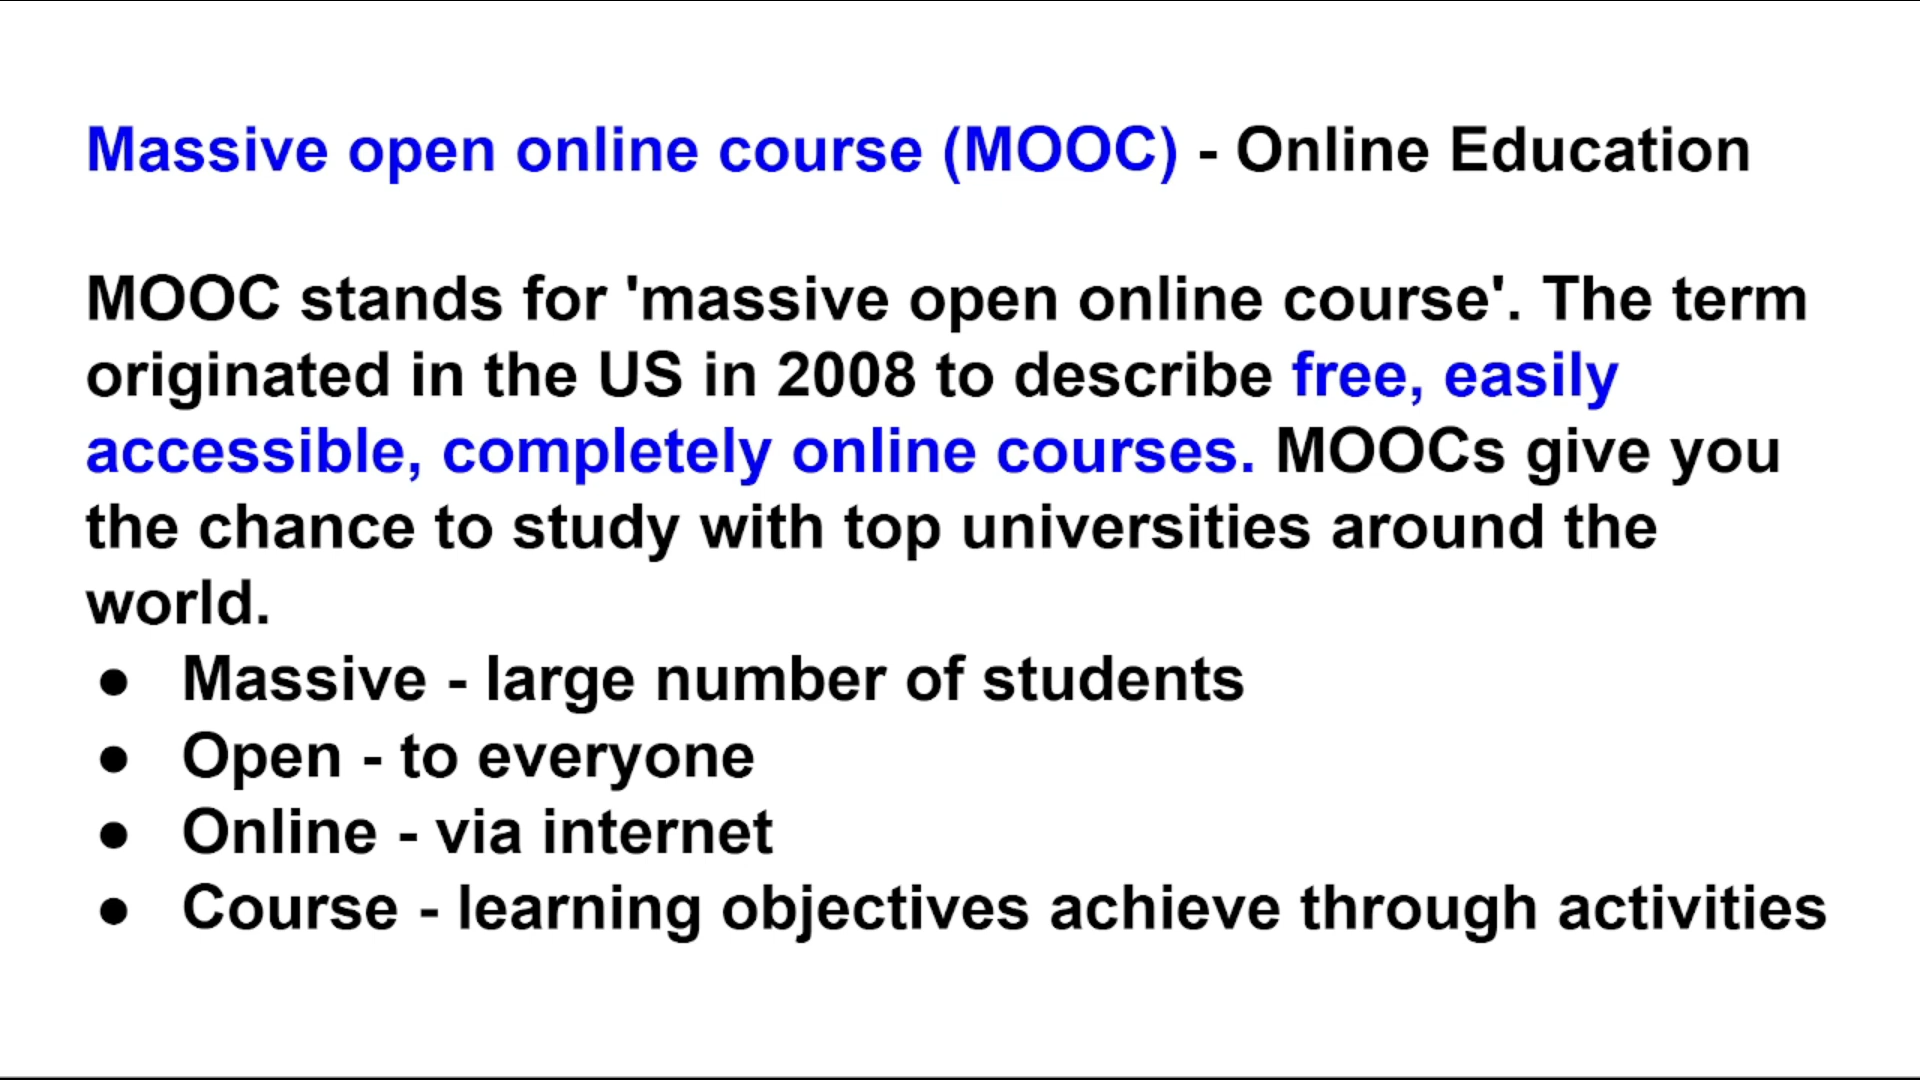 Massive open online course (MOOC) - Online Education
MOOC stands for 'massive open online course'. The term
originated in the US in 2008 to describe free, easily
accessible, completely online courses. MOOCs give you
the chance to study with top universities around the
world.
● Massive - large number of students
● Open - to everyone
● Online - via internet
● Course - learning objectives achieve through activities